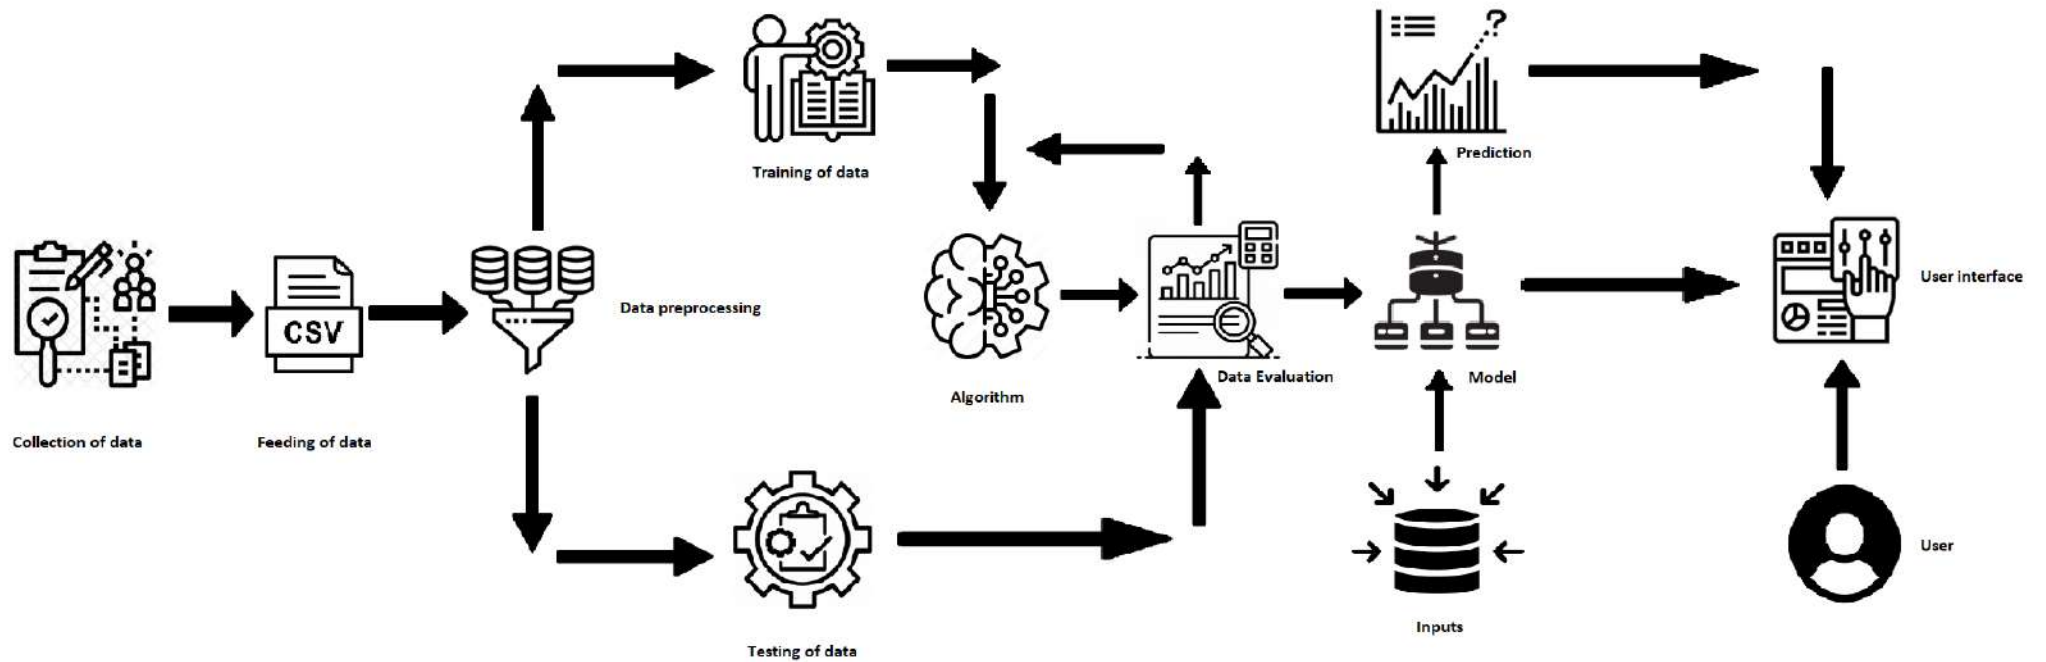 Training of data
Prediction
CSV
Data preprocessing
User interface
Algorithm
Data Evaluation
Model
Collection of data
Feeding of data
User
Inputs
Testing of data
?